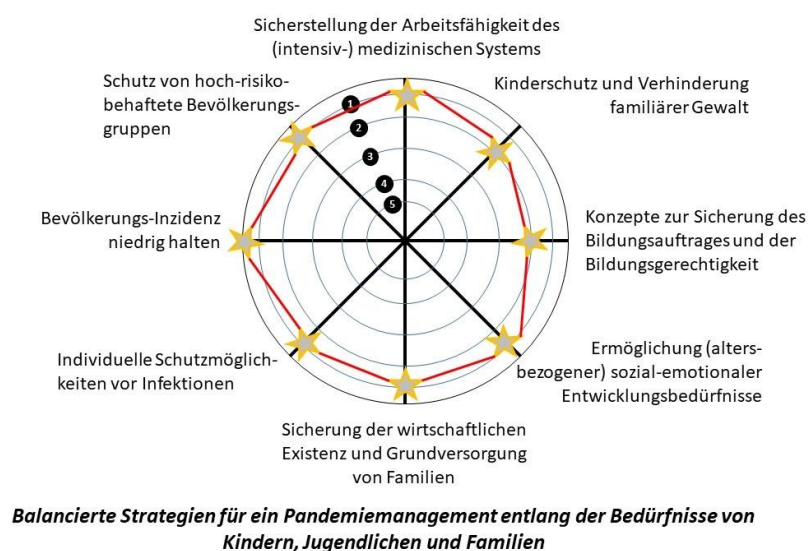 Sicherstellung der Arbeitsfähigkeit des
(intensiv-) medizinischen Systems
Schutz von hoch-risiko-
behaftete Bevölkerungs-
gruppen
Kinderschutz und Verhinderung
familiärer Gewalt
1
2
3
4
5
Bevölkerungs-Inzidenz
niedrig halten
Konzepte zur Sicherung des
Bildungsauftrages und der
Bildungsgerechtigkeit
Individuelle Schutzmöglich-
keiten vor Infektionen
Ermöglichung (alters-
bezogener) sozial-emotionaler
Entwicklungsbedürfnisse
Sicherung der wirtschaftlichen
Existenz und Grundversorgung
von Familien
Balancierte Strategien für ein Pandemiemanagement entlang der Bedürfnisse von
Kindern, Jugendlichen und Familien